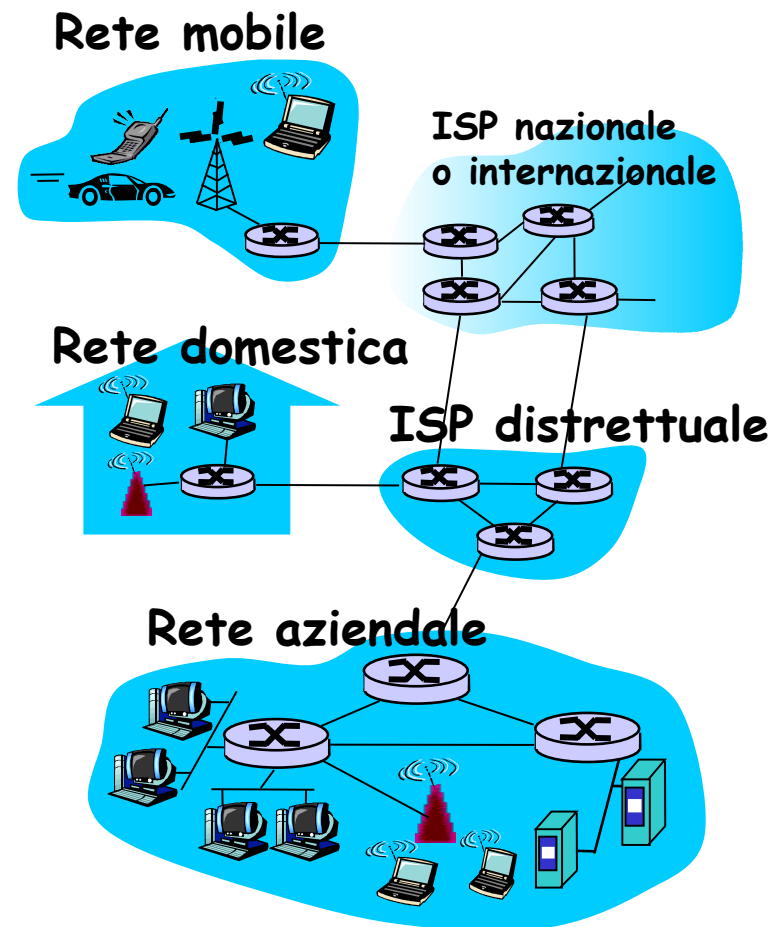 Rete mobile
ISP nazionale
o internazionale
Rete domestica
ISP distrettuale
Rete aziendale